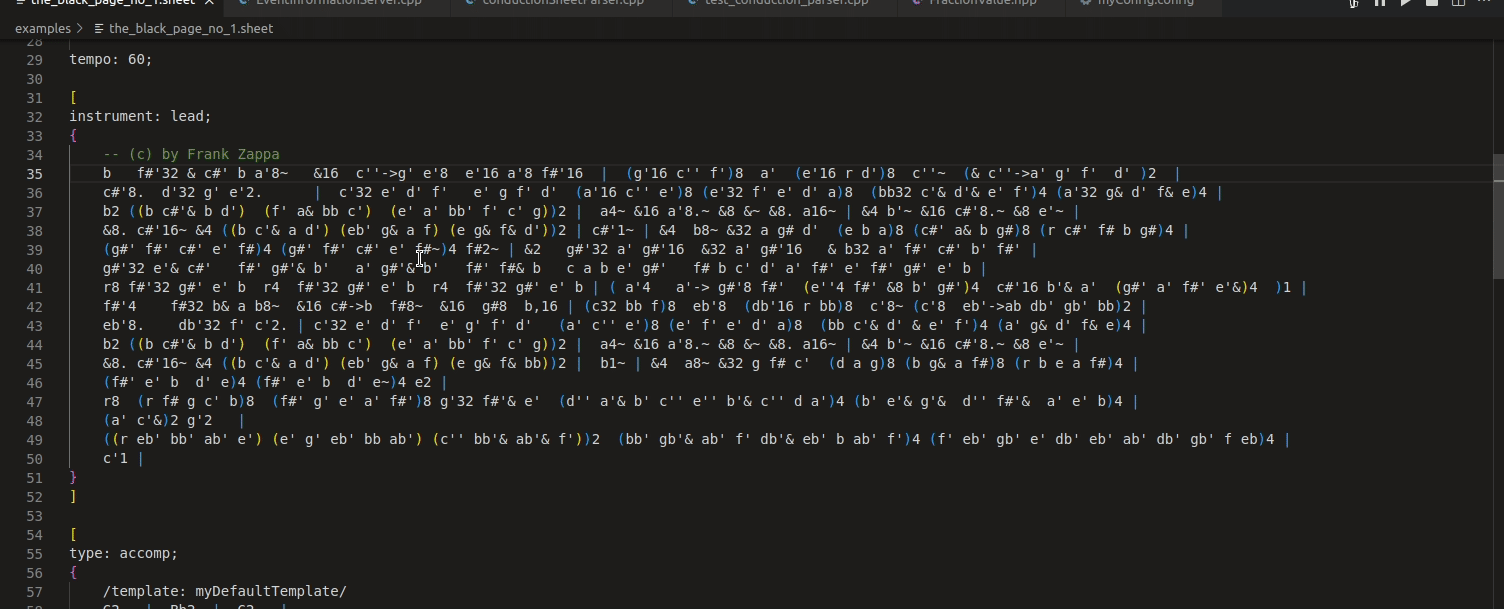 the_black_page_no_1.sheet EventInformationServer.cpp conductionSheetParser.cpp test_conduction_parser.cpp FractionValue.hpp myConfig.config
examples > the_black_page_no_1.sheet
28
29 tempo: 60;
30
31 [
32 instrument: lead;
33 {
34 -- (c) by Frank Zappa
35 b f#'32 & c#' b a'8~ &16 c''->g' e'8 e'16 a'8 f#'16 | (g'16 c'' f')8 a' (e'16 r d')8 c''~ (& c''->a' g' f' d' )2 |
36 c#'8. d'32 g' e'2. | c'32 e' d' f' e' g f' d' (a'16 c'' e')8 (e'32 f' e' d' a)8 (bb32 c'& d'& e' f')4 (a'32 g& d' f& e)4 |
37 b2 ((b c#'& b d') (f' a& bb c') (e' a' bb' f' c' g))2 | a4~ &16 a'8.~ &8 &~ &8. a16~ | &4 b'~ &16 c#'8.~ &8 e'~ |
38 &8. c#'16~ &4 ((b c'& a d') (eb' g& a f) (e g& f& d'))2 | c#'1~ | &4 b8~ &32 a g# d' (e b a)8 (c#' a& b g#)8 (r c#' f# b g#)4 |
39 (g#' f#' c#' e' f#)4 (g#' f#' c#' e' f#~)4 f#2~ | &2 g#'32 a' g#'16 &32 a' g#'16 & b32 a' f#' c#' b' f#' |
40 g#'32 e'& c#' f#' g#'& b' a' g#'& b' f#' f#& b c a b e' g#' f# b c' d' a' f#' e' f#' g#' e' b |
41 r8 f#'32 g#' e' b r4 f#'32 g#' e' b r4 f#'32 g#' e' b | ( a'4 a'-> g#'8 f#' (e''4 f#' &8 b' g#')4 c#'16 b'& a' (g#' a' f#' e'&)4 )1 |
42 f#'4 f#32 b& a b8~ &16 c#->b f#8~ &16 g#8 b,16 | (c32 bb f)8 eb'8 (db'16 r bb)8 c'8~ (c'8 eb'->ab db' gb' bb)2 |
43 eb'8. db'32 f' c'2. | c'32 e' d' f' e' g' f' d' (a' c'' e')8 (e' f' e' d' a)8 (bb c'& d' & e' f')4 (a' g& d' f& e)4 |
44 b2 ((b c#'& b d') (f' a& bb c') (e' a' bb' f' c' g))2 | a4~ &16 a'8.~ &8 &~ &8. a16~ | &4 b'~ &16 c#'8.~ &8 e'~ |
45 &8. c#'16~ &4 ((b c'& a d') (eb' g& a f) (e g& f& bb))2 | b1~ | &4 a8~ &32 g f# c' (d a g)8 (b g& a f#)8 (r b e a f#)4 |
46 (f#' e' b d' e)4 (f#' e' b d' e~)4 e2 |
47 r8 (r f# g c' b)8 (f#' g' e' a' f#')8 g'32 f#'& e' (d'' a'& b' c'' e'' b'& c'' d a')4 (b' e'& g'& d'' f#'& a' e' b)4 |
48 (a' c'&)2 g'2 |
49 ((r eb' bb' ab' e') (e' g' eb' bb ab') (c'' bb'& ab'& f'))2 (bb' gb'& ab' f' db'& eb' b ab' f')4 (f' eb' gb' e' db' eb' ab' db' gb' f eb)4 |
50 c'1 |
51 }
52 ]
53
54 [
55 type: accomp;
56 {
57 /template: myDefaultTemplate/